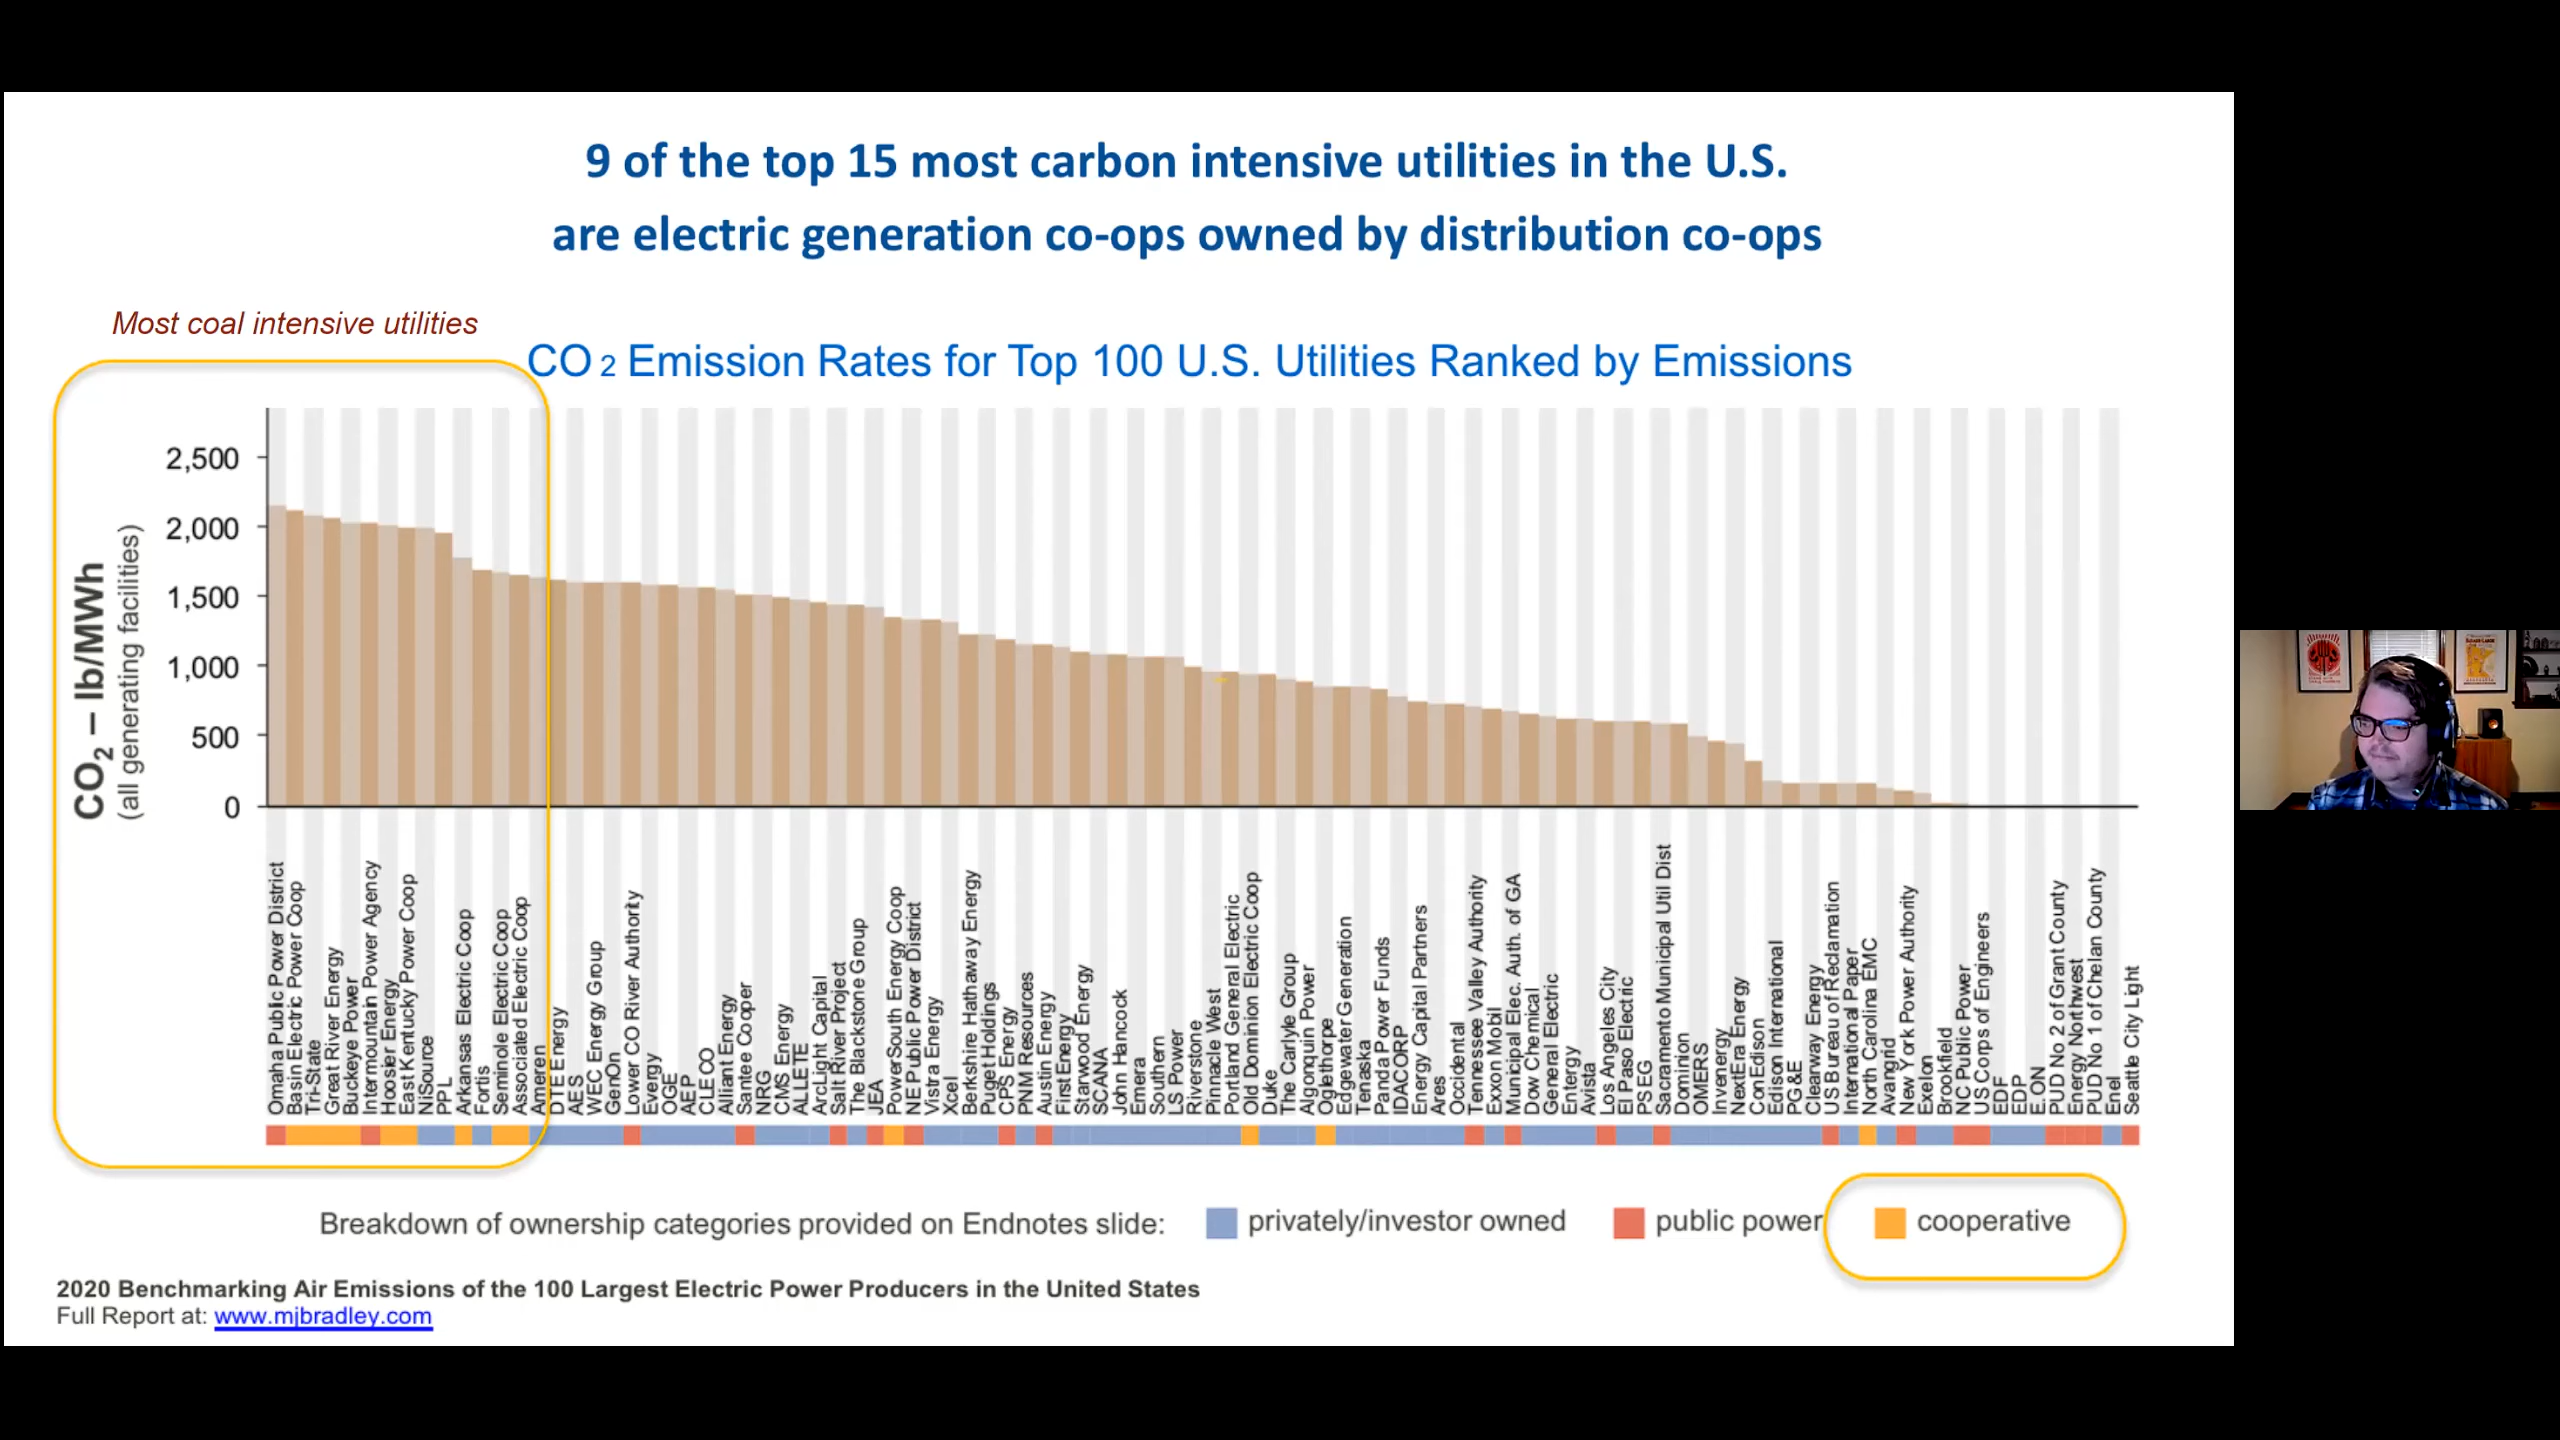 9 of the top 15 most carbon intensive utilities in the U.S.
are electric generation co-ops owned by distribution co-ops
Most coal intensive utilities
CO 2 Emission Rates for Top 100 U.S. Utilities Ranked by Emissions
CO2 – lb/MWh
(all generating facilities)
2,500
2,000
1,500
1,000
500
0
Omaha Public Power District
Basin Electric Power Coop
Tri-State
Great River Energy
Buckeye Power
Intermountain Power Agency
Hoosier Energy
East Kentucky Power Coop
NiSource
PPL
Arkansas Electric Coop
Fortis
Seminole Electric Coop
Associated Electric Coop
Ameren
DTE Energy
AES
WEC Energy Group
GenOn
Lower CO River Authority
Evergy
OGE
AEP
CLECO
Alliant Energy
Santee Cooper
NRG
CMS Energy
ALLETE
ArcLight Capital
Salt River Project
The Blackstone Group
JEA
PowerSouth Energy Coop
NE Public Power District
Vistra Energy
Xcel
Berkshire Hathaway Energy
Puget Holdings
CPS Energy
PNM Resources
Austin Energy
FirstEnergy
Starwood Energy
SCANA
John Hancock
Emera
Southern
LS Power
Riverstone
Pinnacle West
Portland General Electric
Old Dominion Electric Coop
Duke
The Carlyle Group
Algonquin Power
Oglethorpe
Edgewater Generation
Tenaska
Panda Power Funds
IDACORP
Energy Capital Partners
Ares
Occidental
Tennessee Valley Authority
Exxon Mobil
Municipal Elec. Auth. of GA
Dow Chemical
General Electric
Entergy
Avista
Los Angeles City
El Paso Electric
PSEG
Sacramento Municipal Util Dist
Dominion
OMERS
Invenergy
NextEra Energy
ConEdison
Edison International
PG&E
Clearway Energy
US Bureau of Reclamation
International Paper
North Carolina EMC
Avangrid
New York Power Authority
Exelon
Brookfield
NC Public Power
US Corps of Engineers
EDF
EDP
E.ON
PUD No 2 of Grant County
Energy Northwest
PUD No 1 of Chelan County
Enel
Seattle City Light
Breakdown of ownership categories provided on Endnotes slide:
privately/investor owned
public power
cooperative
2020 Benchmarking Air Emissions of the 100 Largest Electric Power Producers in the United States
Full Report at: www.mjbradley.com